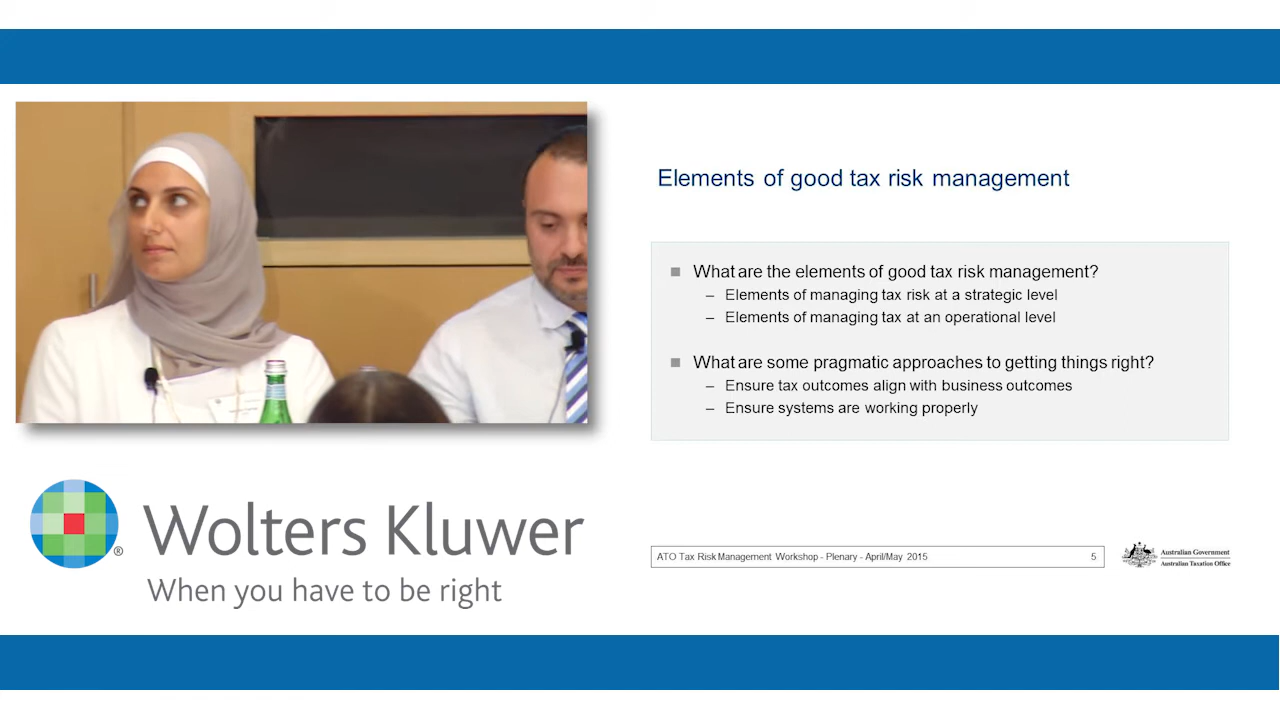 Elements of good tax risk management
What are the elements of good tax risk management?
– Elements of managing tax risk at a strategic level
– Elements of managing tax at an operational level
What are some pragmatic approaches to getting things right?
– Ensure tax outcomes align with business outcomes
– Ensure systems are working properly
Wolters Kluwer
When you have to be right
ATO Tax Risk Management Workshop - Plenary - April/May 2015 5
Australian Government
Australian Taxation Office